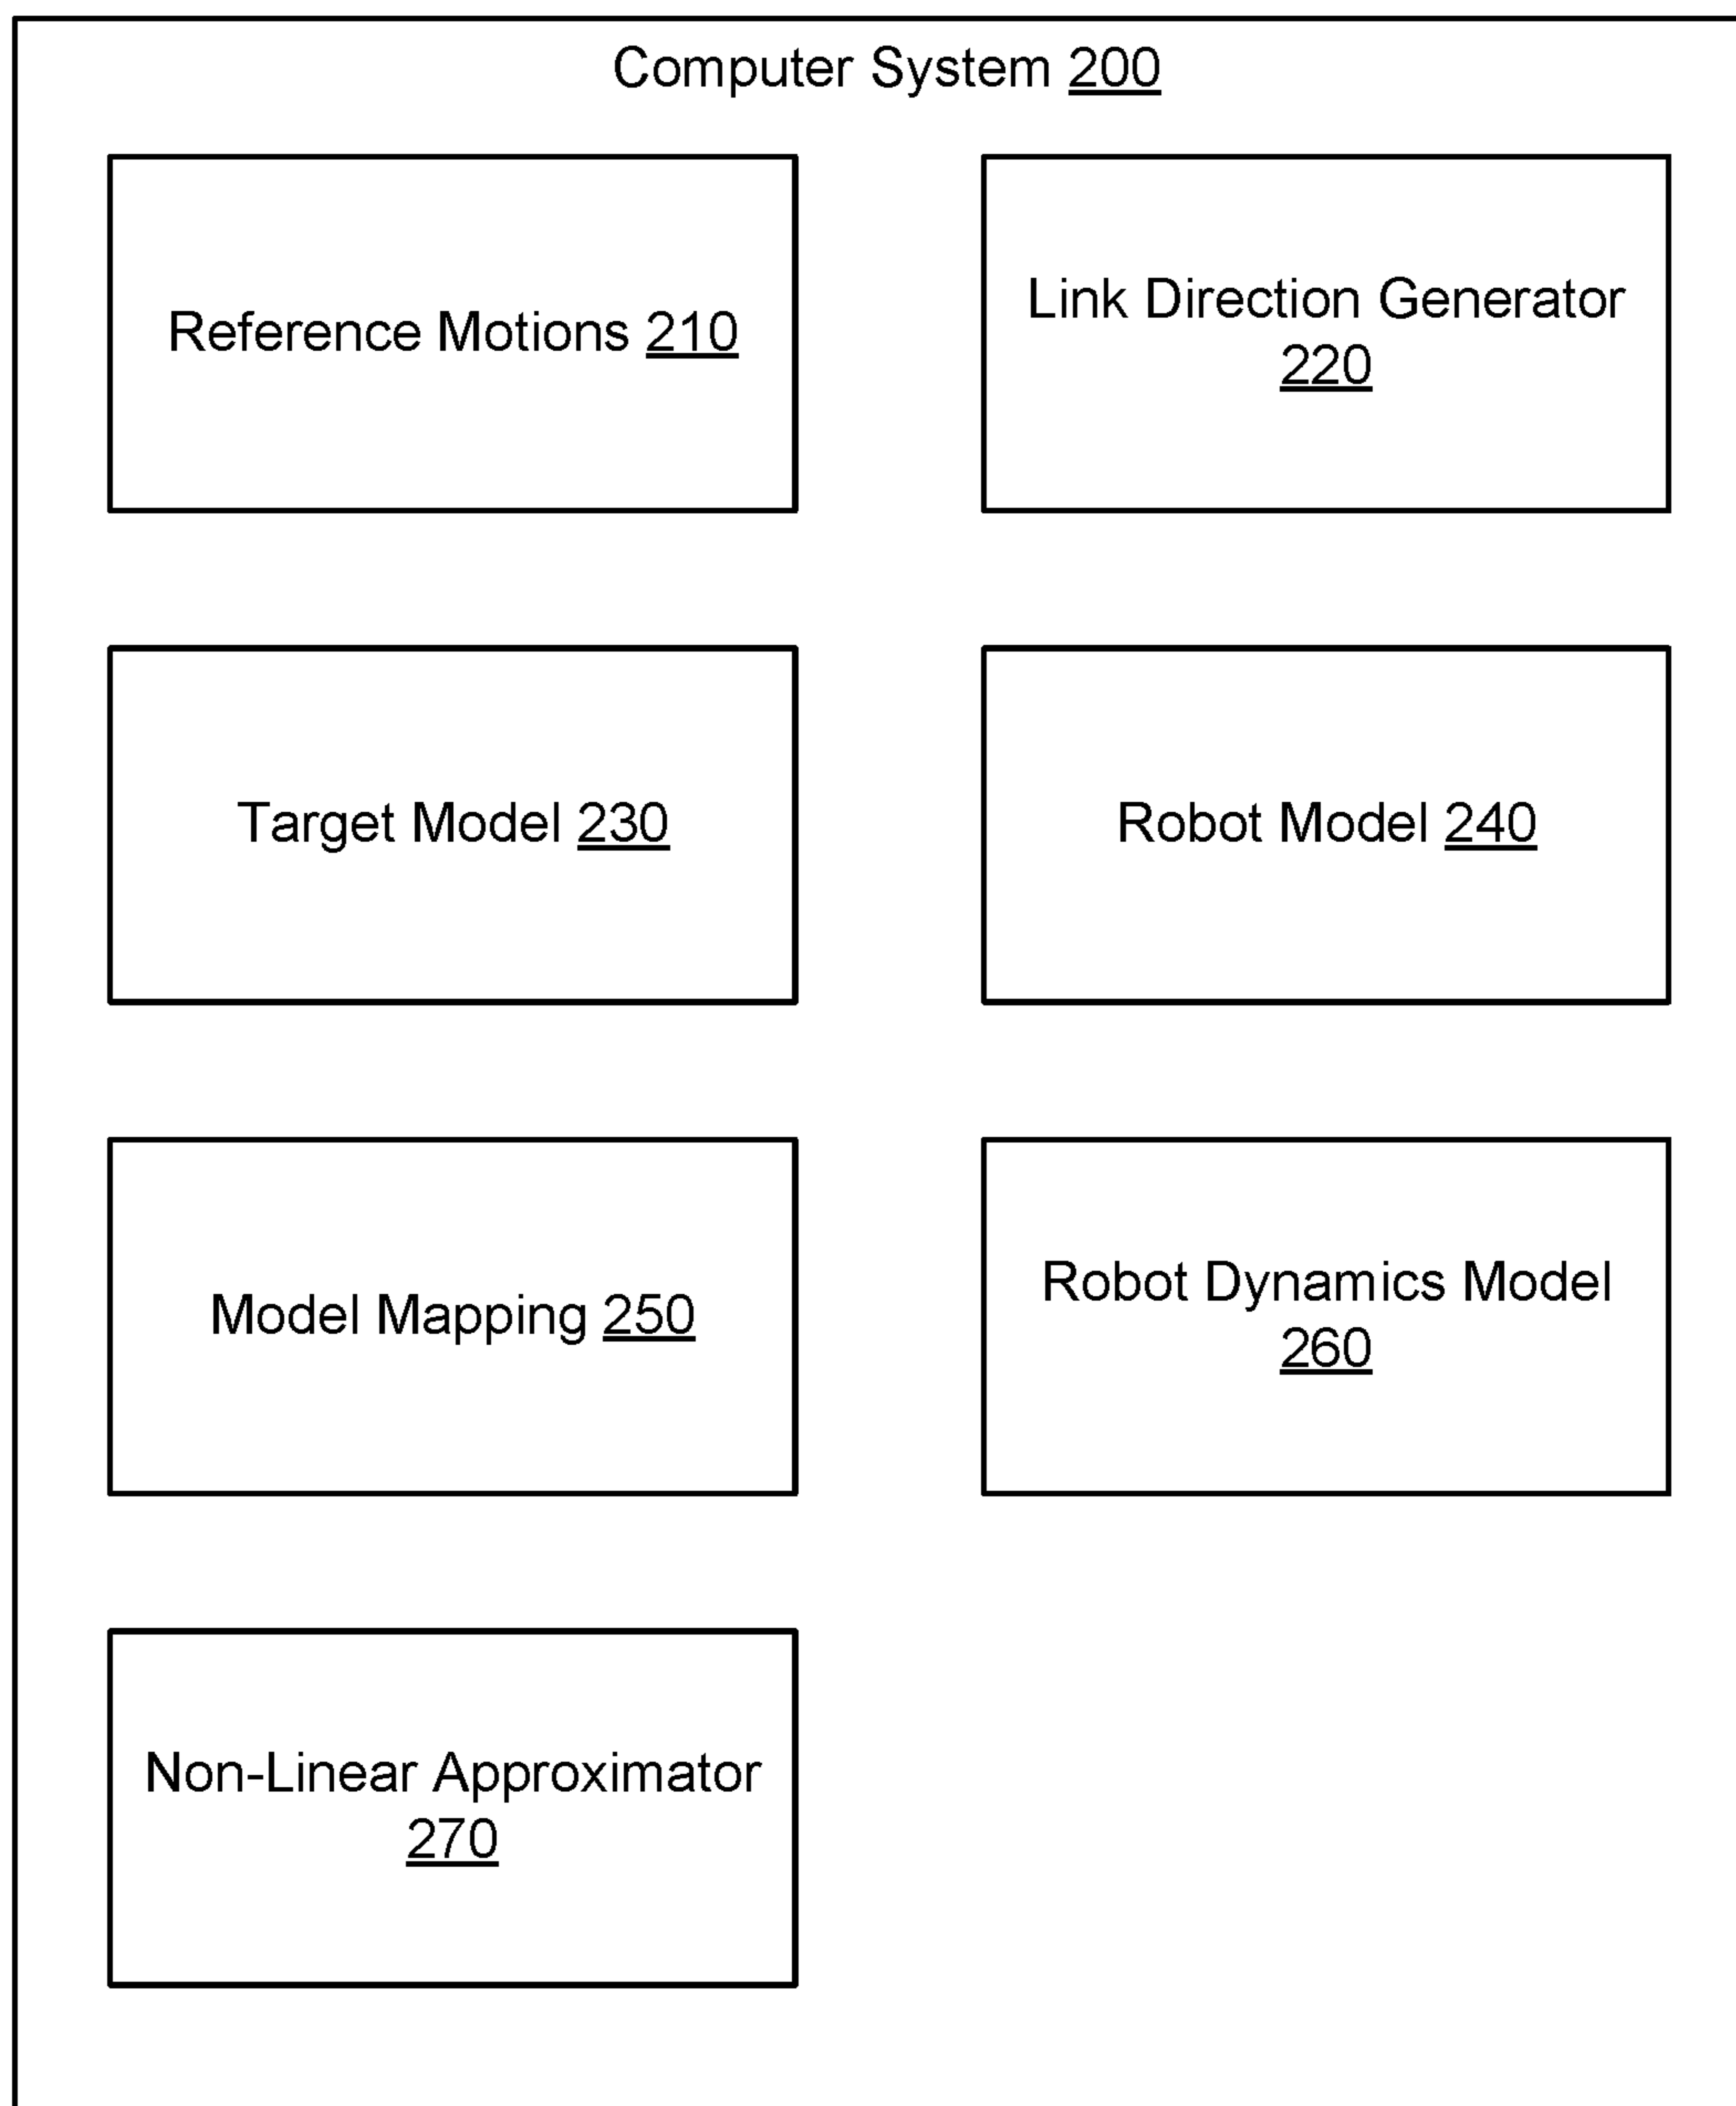 Computer System 200
Reference Motions 210
Link Direction Generator
220
Target Model 230
Robot Model 240
Model Mapping 250
Robot Dynamics Model
260
Non-Linear Approximator
270